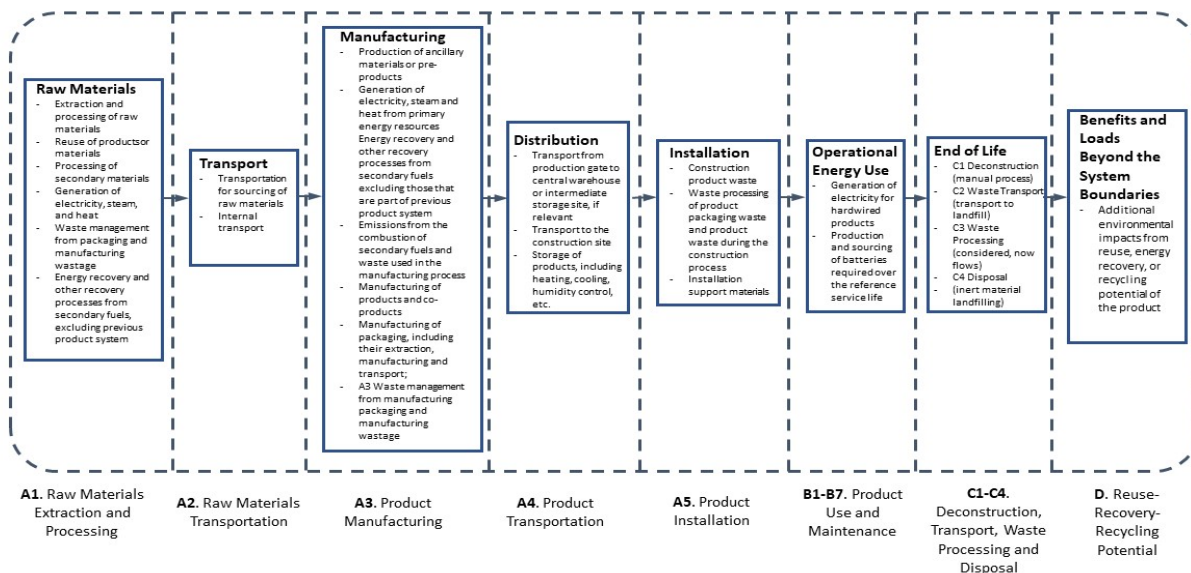 Raw Materials
- Extraction and
processing of raw
materials
- Reuse of productsor
materials
- Processing of
secondary materials
- Generation of
electricity, steam,
and heat
- Waste management
from packaging and
manufacturing
wastage
- Energy recovery and
other recovery
processes from
secondary fuels,
excluding previous
product system
Transport
- Transportation
for sourcing of
raw materials
- Internal
transport
Manufacturing
- Production of ancillary
materials or pre-
products
- Generation of
electricity, steam and
heat from primary
energy resources
Energy recovery and
other recovery
processes from
secondary fuels
excluding those that
are part of previous
product system
- Emissions from the
combustion of
secondary fuels and
waste used in the
manufacturing process
- Manufacturing of
products and co-
products
- Manufacturing of
packaging, including
their extraction,
manufacturing and
transport;
- A3 Waste management
from manufacturing
packaging and
manufacturing
wastage
Distribution
- Transport from
production gate to
central warehouse
or intermediate
storage site, if
relevant
- Transport to the
construction site
- Storage of
products, including
heating, cooling,
humidity control,
etc.
Installation
- Construction
product waste
- Waste processing
of product
packaging waste
and product
waste during the
construction
process
- Installation
support materials
Operational
Energy Use
- Generation of
electricity for
hardwired
products
- Production
and sourcing
of batteries
required over
the reference
service life
End of Life
- C1 Deconstruction
(manual process)
- C2 Waste Transport
(transport to
landfill)
- C3 Waste
Processing
(considered, now
flows)
- C4 Disposal
(inert material
landfilling)
Benefits and
Loads
Beyond the
System
Boundaries
- Additional
environmental
impacts from
reuse, energy
recovery, or
recycling
potential of
the product
A1. Raw Materials
Extraction and
Processing
A2. Raw Materials
Transportation
A3. Product
Manufacturing
A4. Product
Transportation
A5. Product
Installation
B1-B7. Product
Use and
Maintenance
C1-C4.
Deconstruction,
Transport, Waste
Processing and
Disposal
D. Reuse-
Recovery-
Recycling
Potential